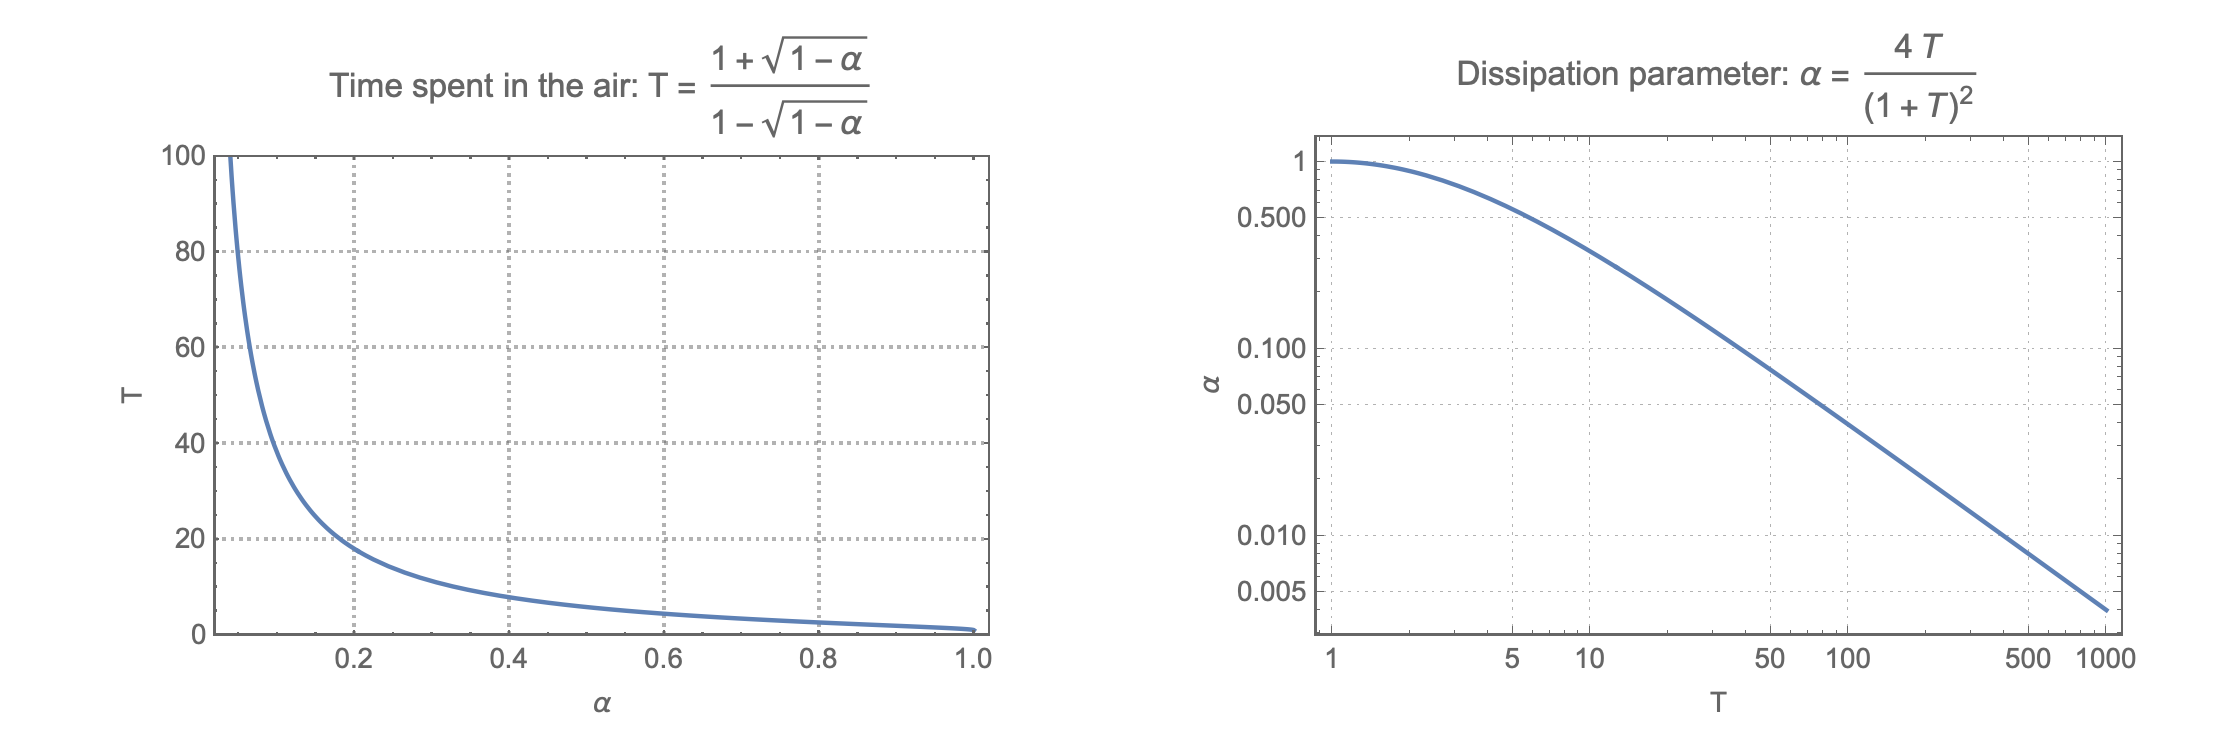 Time spent in the air: T = (1 + √(1 − α)) / (1 − √(1 − α))
100
80
60
40
20
0
T
0.2 0.4 0.6 0.8 1.0
α
Dissipation parameter: α = 4 T / (1 + T)²
1
0.500
0.100
0.050
0.010
0.005
α
1 5 10 50 100 500 1000
T